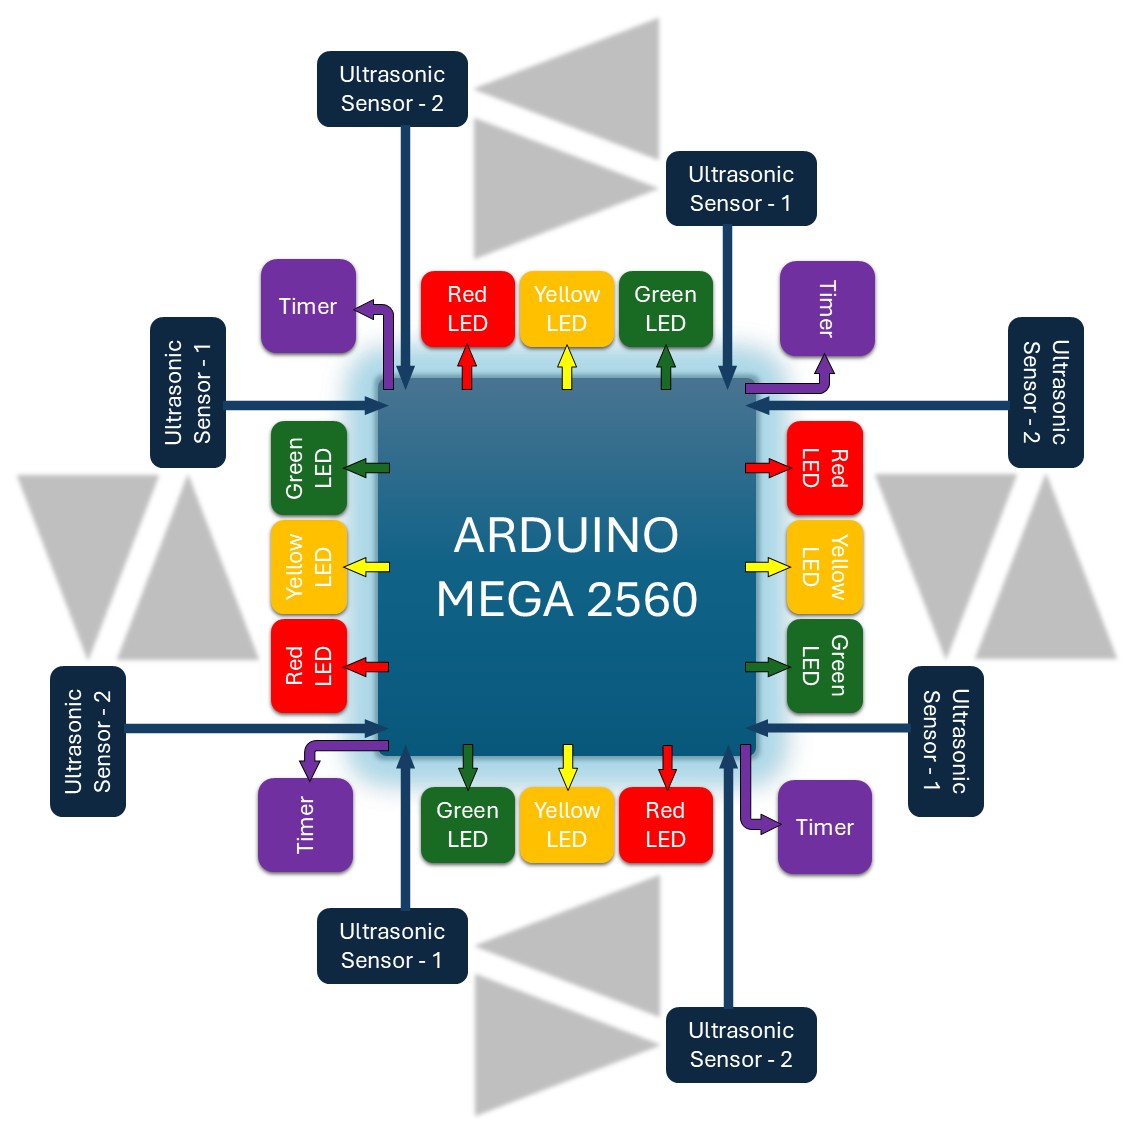 Ultrasonic
Sensor - 2
Ultrasonic
Sensor - 1
Timer
Red
LED
Yellow
LED
Green
LED
Timer
Ultrasonic
Sensor - 1
Ultrasonic
Sensor - 2
Green
LED
Red
LED
ARDUINO
MEGA 2560
Yellow
LED
Yellow
LED
Red
LED
Green
LED
Ultrasonic
Sensor - 2
Ultrasonic
Sensor - 1
Timer
Green
LED
Yellow
LED
Red
LED
Timer
Ultrasonic
Sensor - 1
Ultrasonic
Sensor - 2